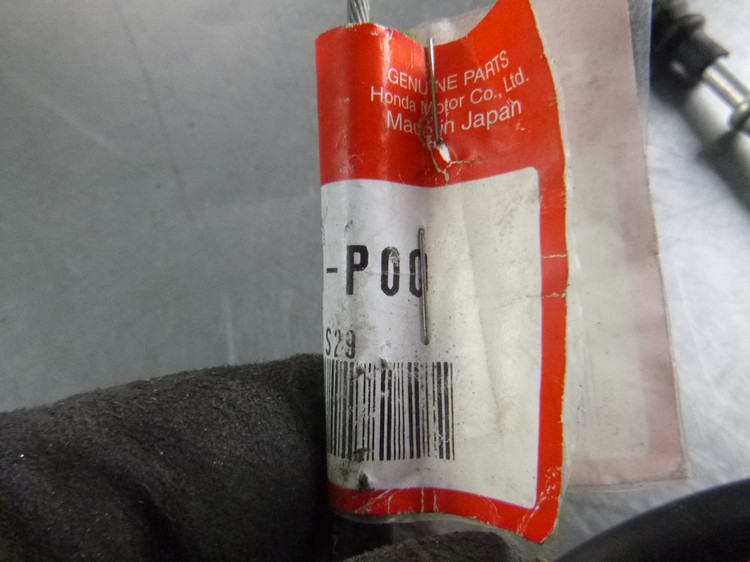 GENUINE PARTS
Honda Motor Co., Ltd.
Made in Japan
-P00
S29